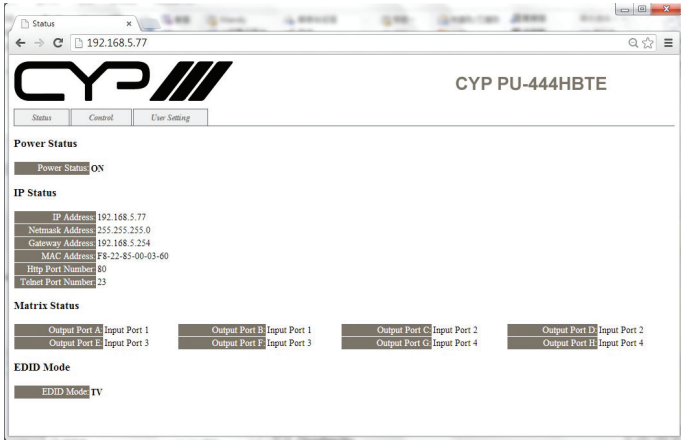 Status
192.168.5.77
CYP
CYP PU-444HBTE
Status Control User Setting
Power Status
Power Status: ON
IP Status
IP Address: 192.168.5.77
Netmask Address: 255.255.255.0
Gateway Address: 192.168.5.254
MAC Address: F8-22-85-00-03-60
Http Port Number: 80
Telnet Port Number: 23
Matrix Status
Output Port A: Input Port 1 Output Port B: Input Port 1 Output Port C: Input Port 2 Output Port D: Input Port 2
Output Port E: Input Port 3 Output Port F: Input Port 3 Output Port G: Input Port 4 Output Port H: Input Port 4
EDID Mode
EDID Mode: TV